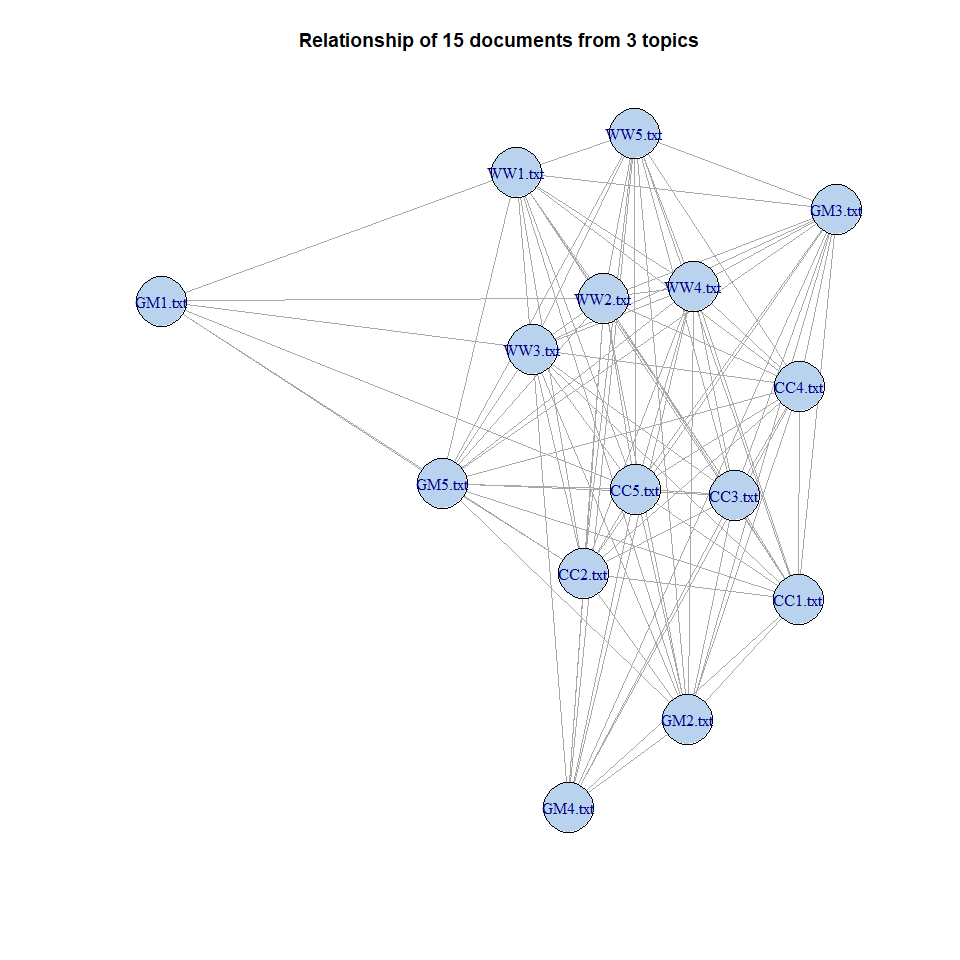 Relationship of 15 documents from 3 topics
WW5.txt
WW1.txt
GM3.txt
WW4.txt
WW2.txt
GM1.txt
WW3.txt
CC4.txt
GM5.txt
CC5.txt
CC3.txt
CC2.txt
CC1.txt
GM2.txt
GM4.txt